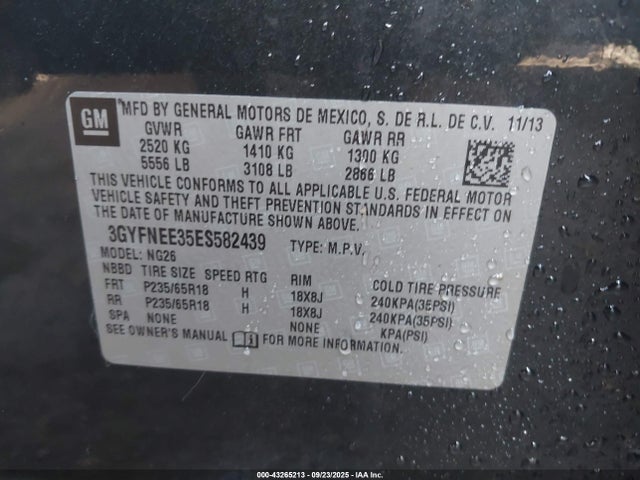 GM
*MFD BY GENERAL MOTORS DE MEXICO, S. DE R.L. DE C.V. 11/13
GVWR GAWR FRT GAWR RR
2520 KG 1410 KG 1300 KG
5556 LB 3108 LB 2866 LB
THIS VEHICLE CONFORMS TO ALL APPLICABLE U.S. FEDERAL MOTOR
VEHICLE SAFETY AND THEFT PREVENTION STANDARDS IN EFFECT ON
THE DATE OF MANUFACTURE SHOWN ABOVE.
3GYFNEE35ES582439 TYPE: M.P.V.
MODEL: NG26
NBBD TIRE SIZE SPEED RTG RIM COLD TIRE PRESSURE
FRT P235/65R18 H 18X8J 240KPA(35PSI)
RR P235/65R18 H 18X8J 240KPA(35PSI)
SPA NONE NONE KPA(PSI)
SEE OWNER'S MANUAL FOR MORE INFORMATION.
000-43265213 - 09/23/2025 - IAA Inc.